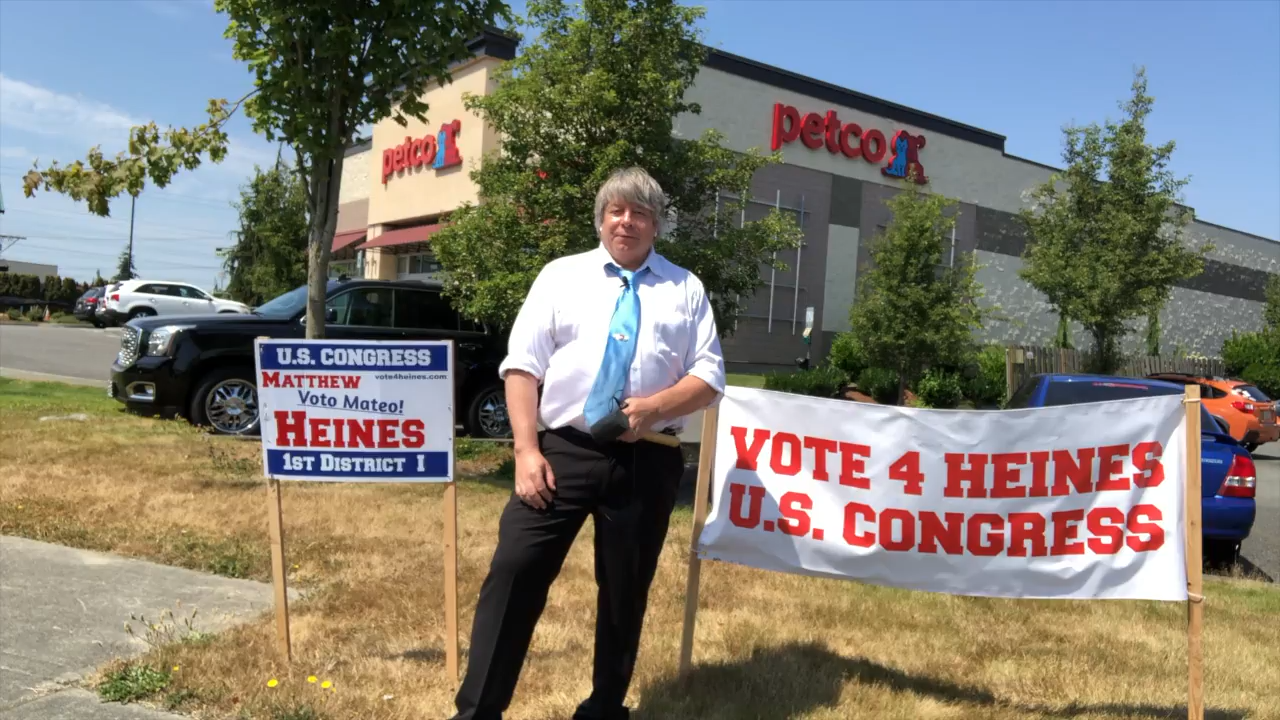 petco
petco
U.S. CONGRESS
MATTHEW vote4heines.com
Voto Mateo!
HEINES
1ST DISTRICT I
VOTE 4 HEINES
U.S. CONGRESS